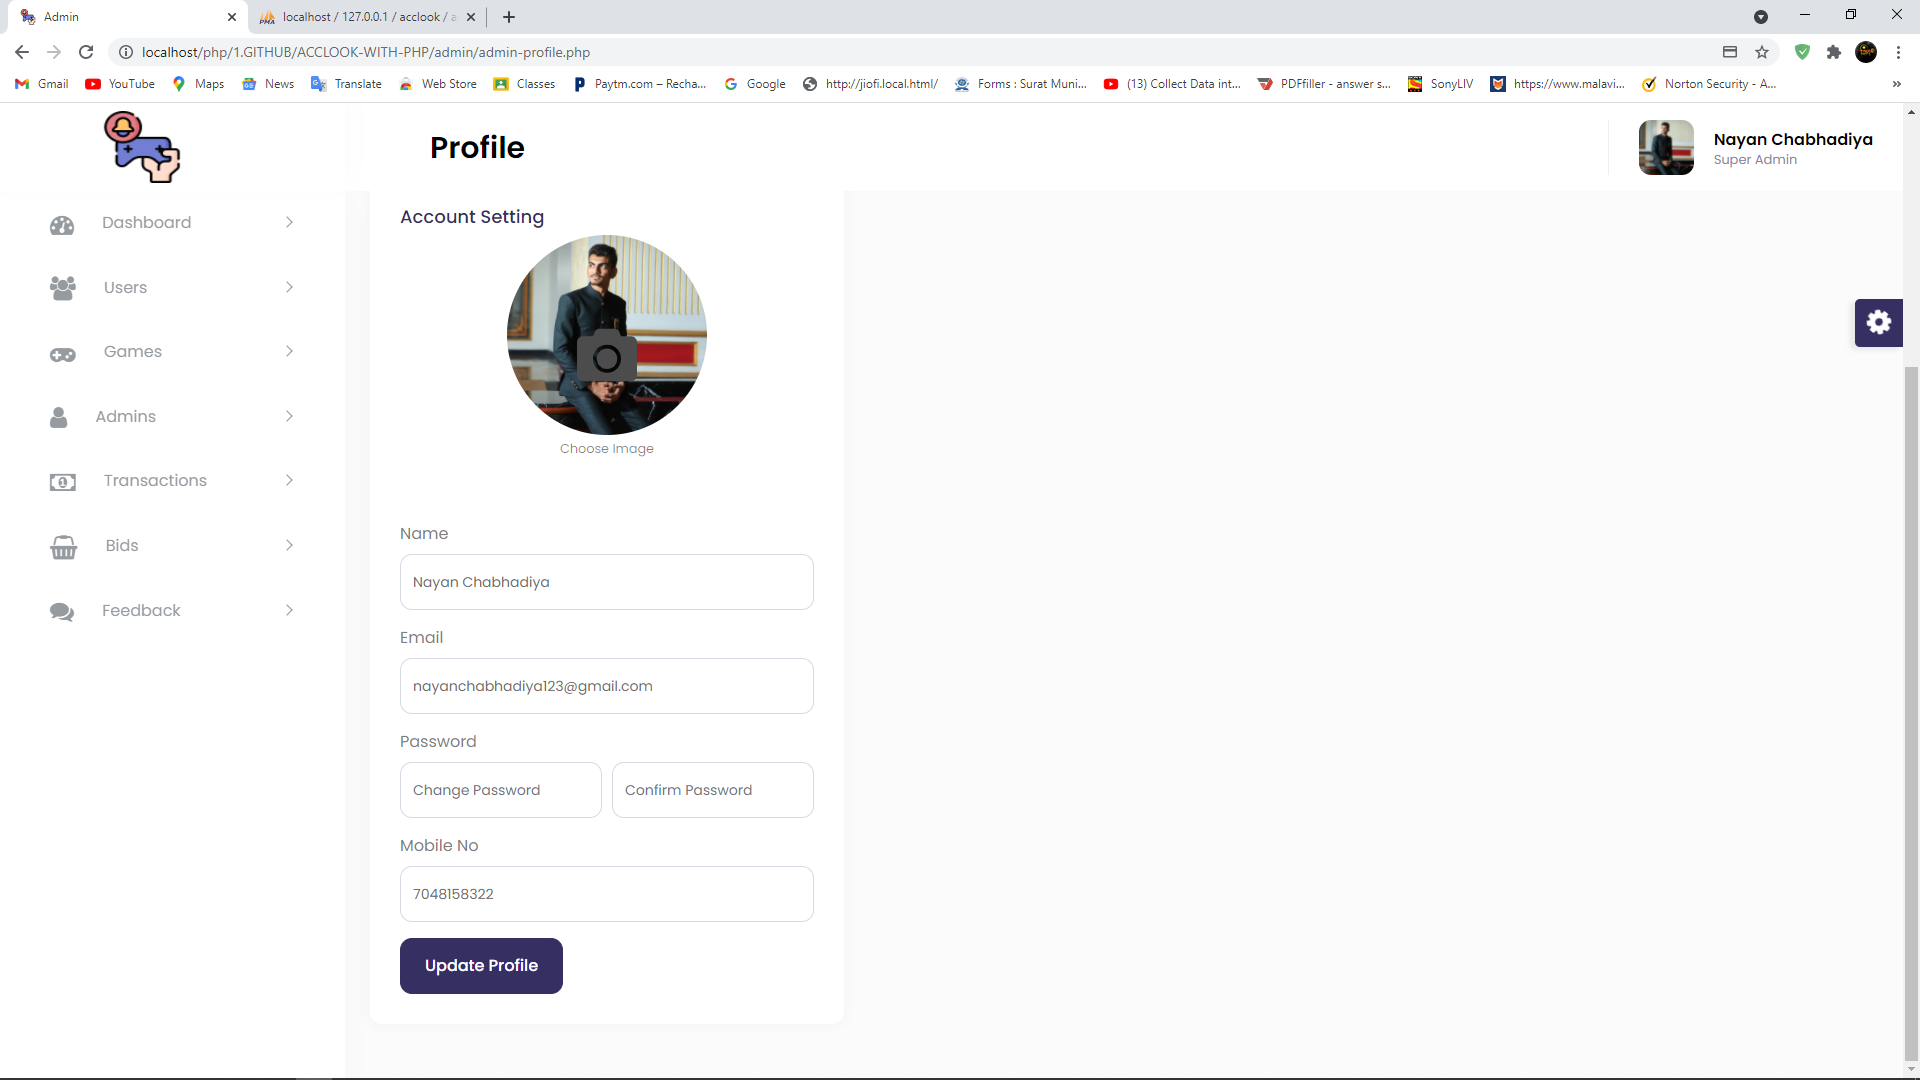 Admin
localhost / 127.0.0.1 / acclook / a
localhost/php/1.GITHUB/ACCLOOK-WITH-PHP/admin/admin-profile.php
Gmail YouTube Maps News Translate Web Store Classes Paytm.com – Recha... Google http://jiofi.local.html/ Forms : Surat Muni... (13) Collect Data int... PDFfiller - answer s... SonyLIV https://www.malavi... Norton Security - A... »
Profile
Nayan Chabhadiya
Super Admin
Dashboard
Users
Games
Admins
Transactions
Bids
Feedback
Account Setting
Choose Image
Name
Nayan Chabhadiya
Email
nayanchabhadiya123@gmail.com
Password
Change Password Confirm Password
Mobile No
7048158322
Update Profile